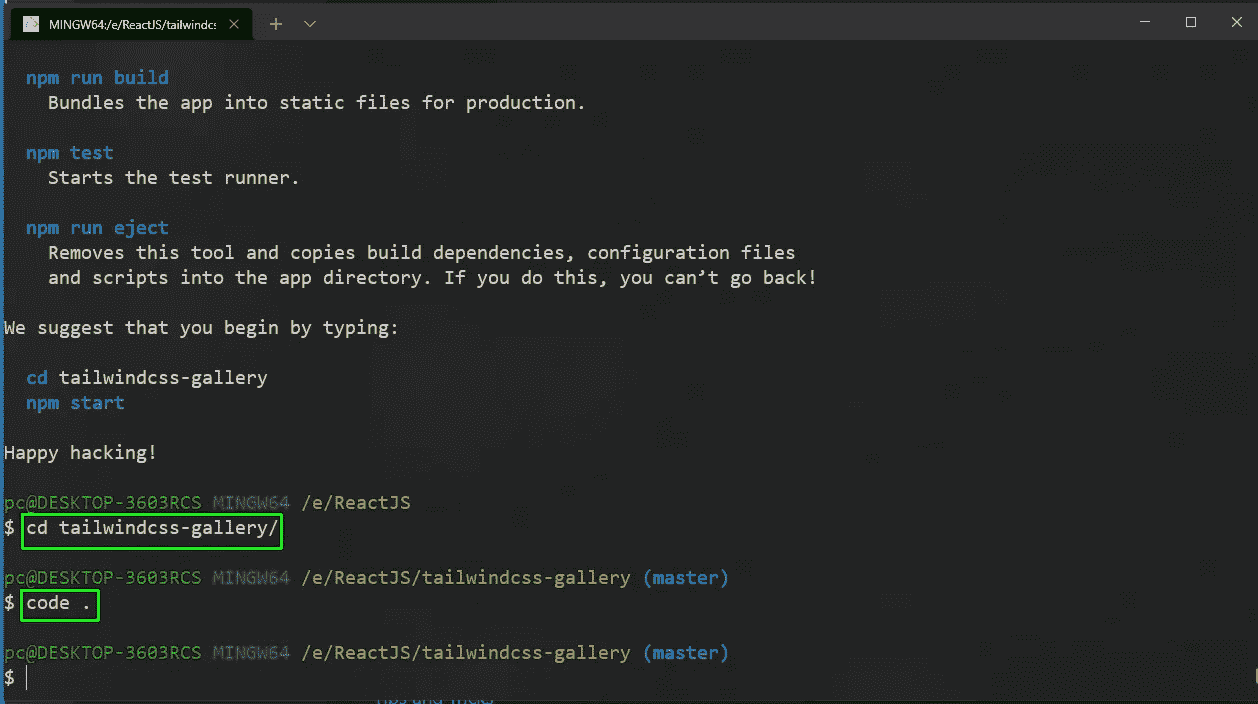 MINGW64:/e/ReactJS/tailwindcs
npm run build
Bundles the app into static files for production.
npm test
Starts the test runner.
npm run eject
Removes this tool and copies build dependencies, configuration files
and scripts into the app directory. If you do this, you can’t go back!
We suggest that you begin by typing:
cd tailwindcss-gallery
npm start
Happy hacking!
pc@DESKTOP-3603RCS MINGW64 /e/ReactJS
$ cd tailwindcss-gallery/
pc@DESKTOP-3603RCS MINGW64 /e/ReactJS/tailwindcss-gallery (master)
$ code .
pc@DESKTOP-3603RCS MINGW64 /e/ReactJS/tailwindcss-gallery (master)
$